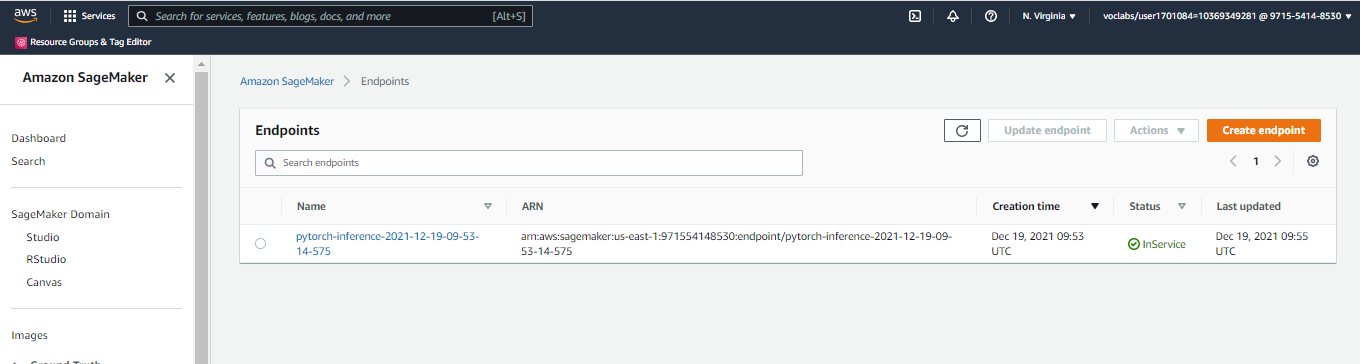 aws Services Search for services, features, blogs, docs, and more [Alt+S] N. Virginia voclabs/user1701084=10369349281 @ 9715-5414-8530
Resource Groups & Tag Editor
Amazon SageMaker
Amazon SageMaker Endpoints
Dashboard
Search
SageMaker Domain
Studio
RStudio
Canvas
Images
Ground Truth
Endpoints Update endpoint Actions Create endpoint
Search endpoints 1
Name ARN Creation time Status Last updated
pytorch-inference-2021-12-19-09-53- arn:aws:sagemaker:us-east-1:971554148530:endpoint/pytorch-inference-2021-12-19-09- Dec 19, 2021 09:53 InService Dec 19, 2021 09:55
14-575 53-14-575 UTC UTC